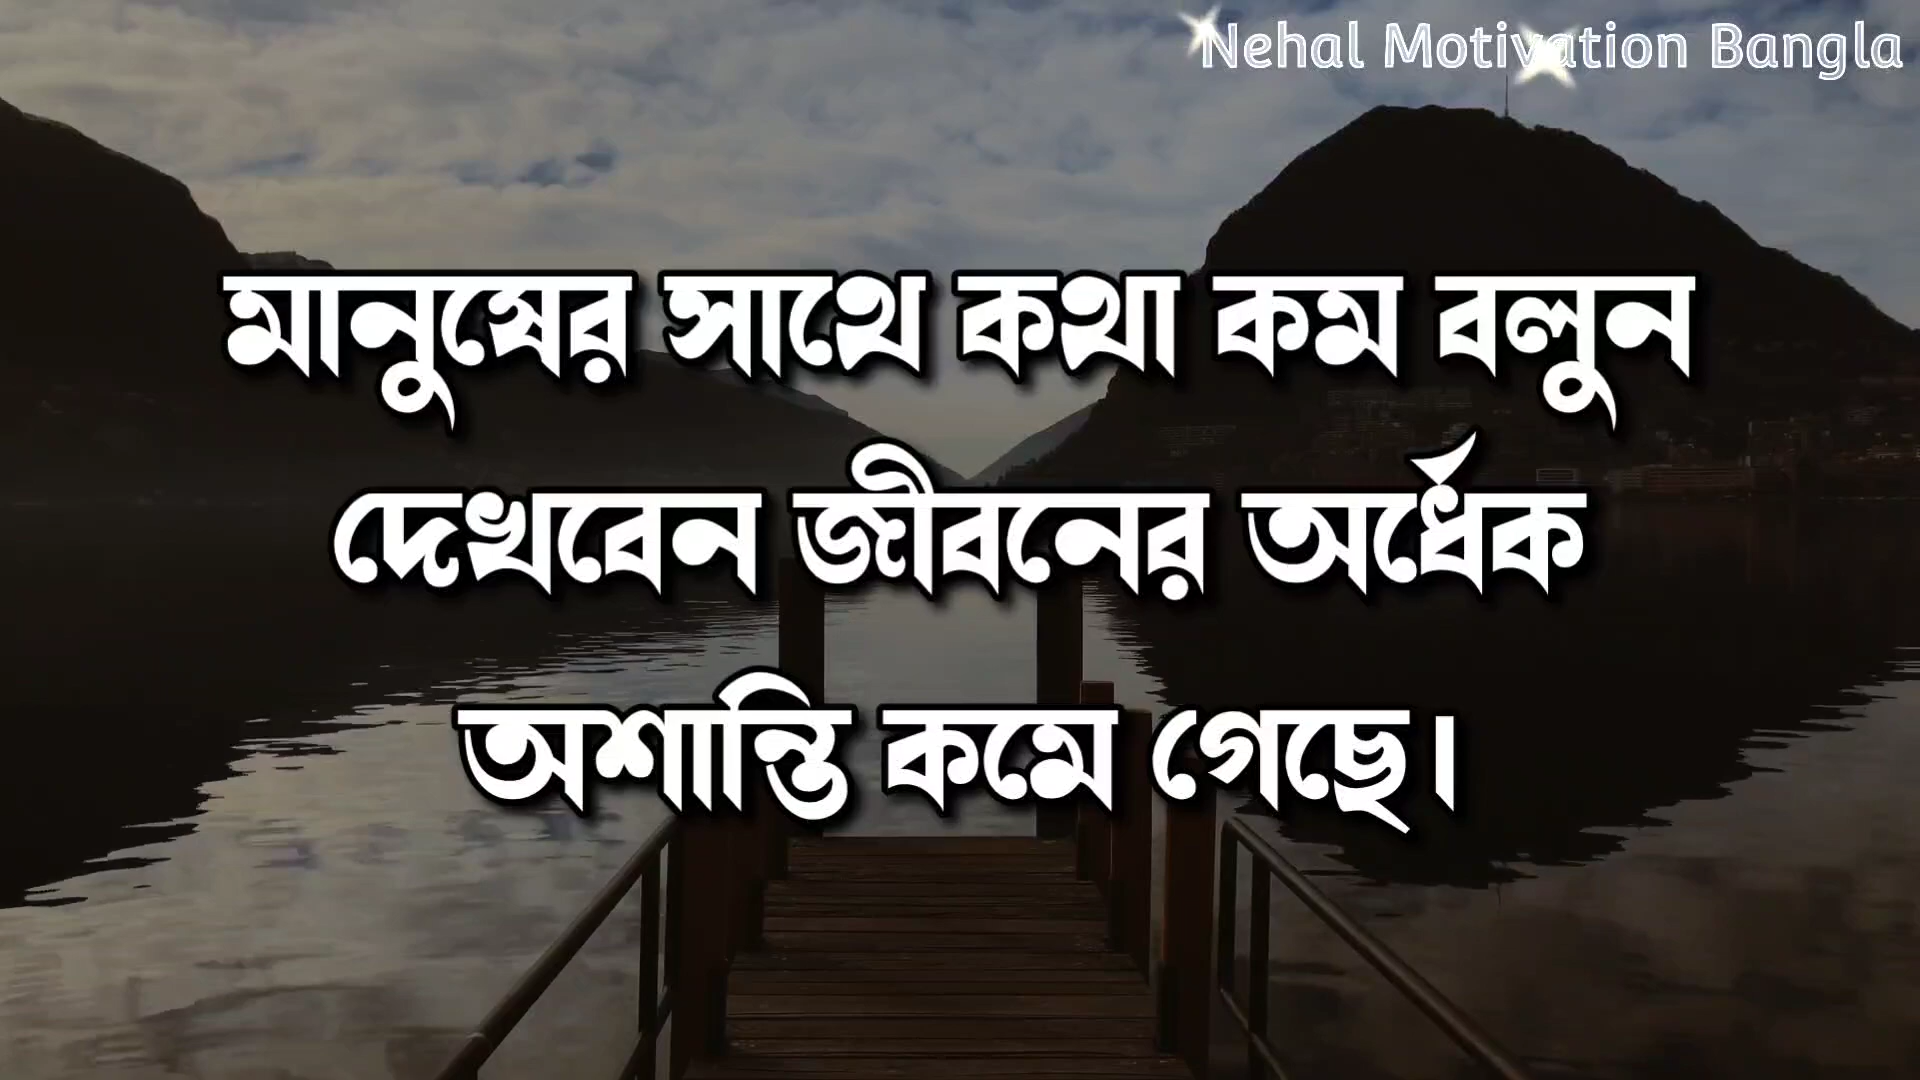 Nehal Motivation Bangla
মানুষের সাথে কথা কম বলুন
দেখবেন জীবনের অর্ধেক
অশান্তি কমে গেছে।